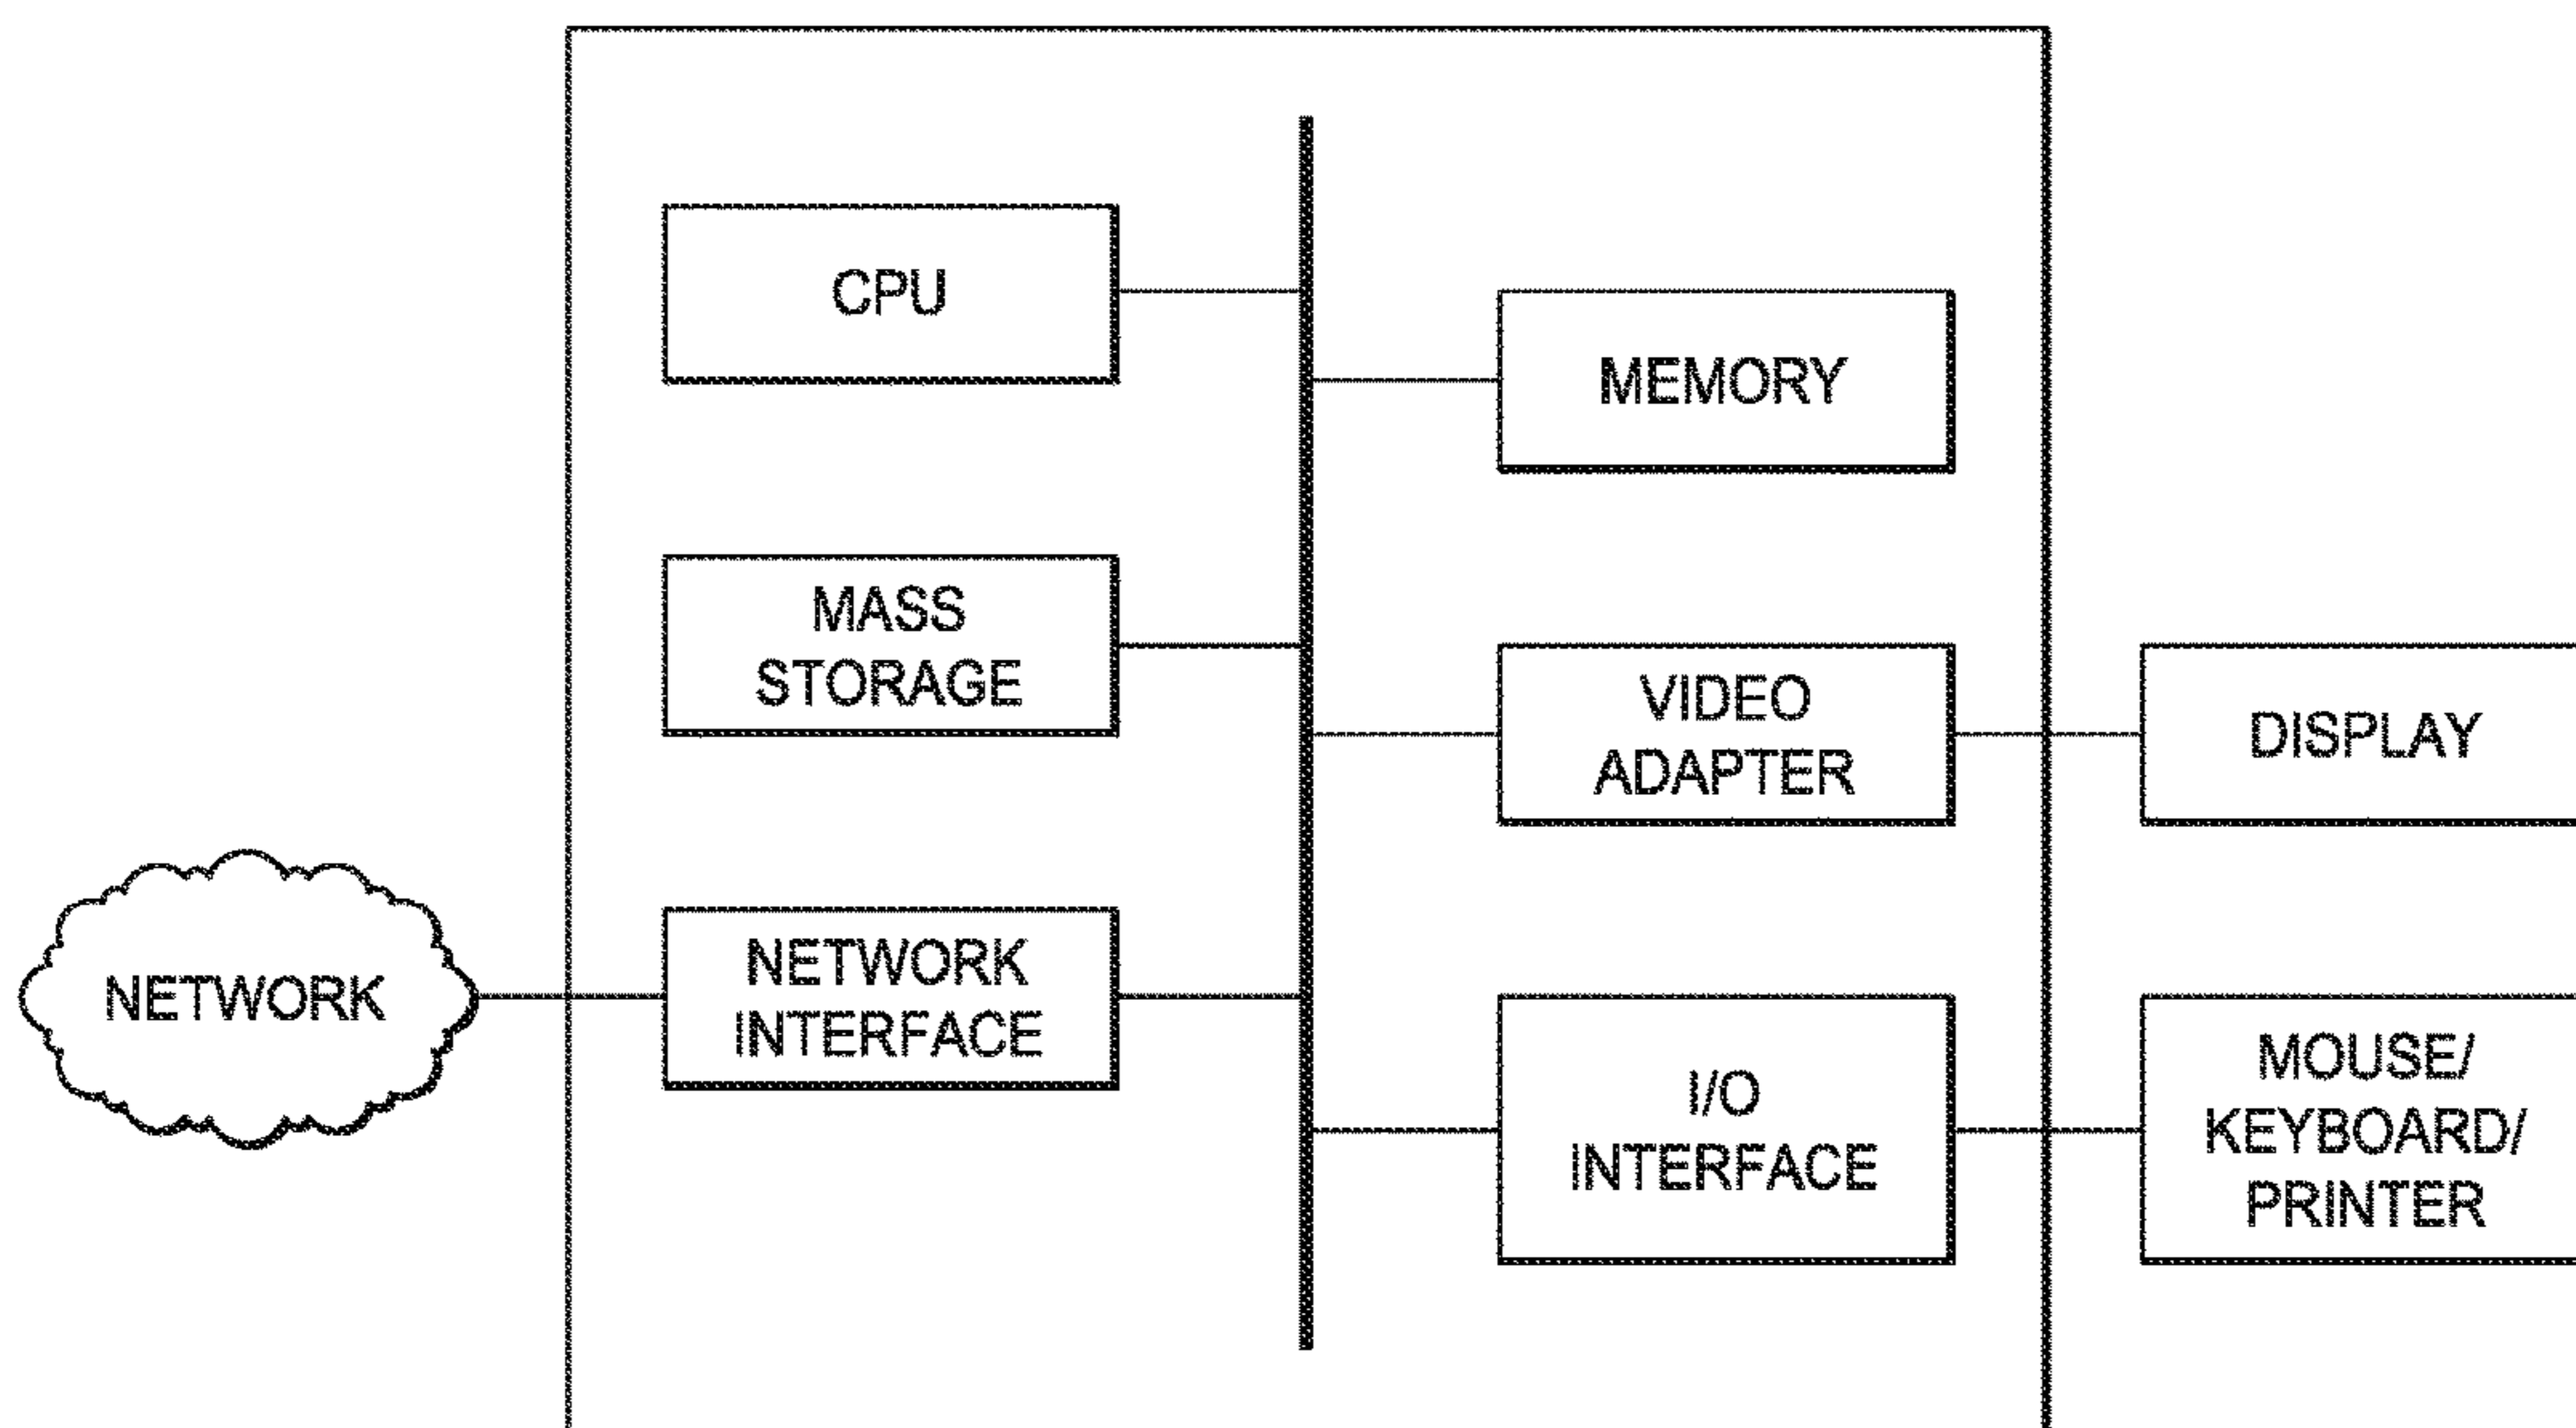 CPU
MEMORY
MASS
STORAGE
VIDEO
ADAPTER
DISPLAY
NETWORK
NETWORK
INTERFACE
I/O
INTERFACE
MOUSE/
KEYBOARD/
PRINTER